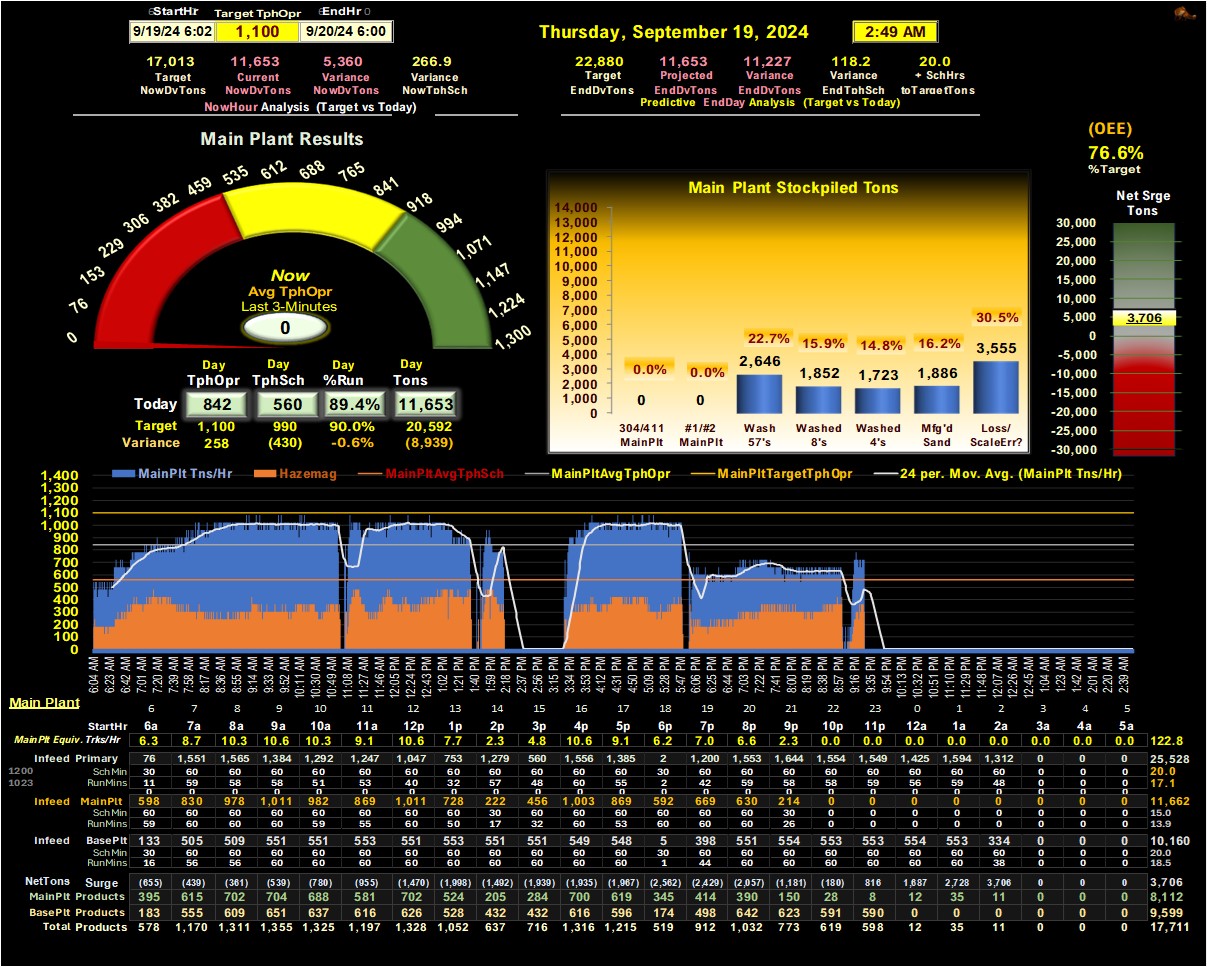 StartHr Target TphOpr EndHr
9/19/24 6:02 1,100 9/20/24 6:00
Thursday, September 19, 2024 2:49 AM
17,013 11,653 5,360 266.9
Target Current Variance Variance
NowDvTons NowDvTons NowDvTons NowTphSch
NowHour Analysis (Target vs Today)
22,880 11,653 11,227 118.2 20.0
Target Projected Variance Variance + SchHrs
EndDvTons EndDvTons EndDvTons EndTphSch toTargetTons
Predictive EndDay Analysis (Target vs Today)
(OEE)
76.6%
%Target
Main Plant Results
0 76 153 229 306 382 459 535 612 688 765 841 918 994 1,071 1,147 1,224 1,300
Now
Avg TphOpr
Last 3-Minutes
0
Day Day Day Day
TphOpr TphSch %Run Tons
Today 842 560 89.4% 11,653
Target 1,100 990 90.0% 20,592
Variance 258 (430) -0.6% (8,939)
Main Plant Stockpiled Tons
14,000
13,000
12,000
11,000
10,000
9,000
8,000
7,000
6,000
5,000
4,000
3,000
2,000
1,000
0
0.0% 0.0% 22.7% 15.9% 14.8% 16.2% 30.5%
0 0 2,646 1,852 1,723 1,886 3,555
304/411 #1/#2 Wash Washed Washed Mfg'd Loss/
MainPlt MainPlt 57's 8's 4's Sand ScaleErr?
Net Srge
Tons
30,000
25,000
20,000
15,000
10,000
5,000
0
-5,000
-10,000
-15,000
-20,000
-25,000
-30,000
3,706
MainPlt Tns/Hr Hazemag MainPltAvgTphSch MainPltAvgTphOpr MainPltTargetTphOpr 24 per. Mov. Avg. (MainPlt Tns/Hr)
1,400
1,300
1,200
1,100
1,000
900
800
700
600
500
400
300
200
100
0
6:04 AM 6:23 AM 6:42 AM 7:01 AM 7:20 AM 7:39 AM 7:58 AM 8:17 AM 8:36 AM 8:55 AM 9:14 AM 9:33 AM 9:52 AM 10:11 AM 10:30 AM 10:49 AM 11:08 AM 11:27 AM 11:46 AM 12:05 PM 12:24 PM 12:43 PM 1:02 PM 1:21 PM 1:40 PM 1:59 PM 2:18 PM 2:37 PM 2:56 PM 3:15 PM 3:34 PM 3:53 PM 4:12 PM 4:31 PM 4:50 PM 5:09 PM 5:28 PM 5:47 PM 6:06 PM 6:25 PM 6:44 PM 7:03 PM 7:22 PM 7:41 PM 8:00 PM 8:19 PM 8:38 PM 8:57 PM 9:16 PM 9:35 PM 9:54 PM 10:13 PM 10:32 PM 10:51 PM 11:10 PM 11:29 PM 11:48 PM 12:07 AM 12:26 AM 12:45 AM 1:04 AM 1:23 AM 1:42 AM 2:01 AM 2:20 AM 2:39 AM
Main Plant
6 7 8 9 10 11 12 13 14 15 16 17 18 19 20 21 22 23 0 1 2 3 4 5
StartHr 6a 7a 8a 9a 10a 11a 12p 1p 2p 3p 4p 5p 6p 7p 8p 9p 10p 11p 12a 1a 2a 3a 4a 5a
MainPlt Equiv. Trks/Hr 6.3 8.7 10.3 10.6 10.3 9.1 10.6 7.7 2.3 4.8 10.6 9.1 6.2 7.0 6.6 2.3 0.0 0.0 0.0 0.0 0.0 0.0 0.0 0.0 122.8
Infeed Primary 76 1,551 1,565 1,384 1,292 1,247 1,047 753 1,279 560 1,556 1,385 2 1,200 1,553 1,644 1,554 1,549 1,425 1,594 1,312 0 0 0 25,528
1200 Sch Min 30 60 60 60 60 60 60 60 60 60 60 60 30 60 60 60 60 60 60 60 60 0 0 0 20.0
1023 RunMins 11 59 58 58 51 53 40 32 57 48 60 55 2 42 59 58 59 58 56 59 48 0 0 0 17.1
0 0 0 0 0 0 0 0 0 0 0 0 0 0 0 0 0 0 0 0 0 0 0 0
Infeed MainPlt 598 830 978 1,011 982 869 1,011 728 222 456 1,003 869 592 669 630 214 0 0 0 0 0 0 0 0 11,662
Sch Min 60 60 60 60 60 60 60 60 30 60 60 60 60 60 60 30 0 0 0 0 0 0 0 0 15.0
RunMins 59 60 60 60 59 55 60 50 17 32 60 53 60 60 60 26 0 0 0 0 0 0 0 0 13.9
Infeed BasePlt 133 505 509 551 551 553 551 553 551 551 549 548 5 398 551 554 553 553 554 553 334 0 0 0 10,160
Sch Min 30 60 60 60 60 60 60 60 60 60 60 60 30 60 60 60 60 60 60 60 60 0 0 0 20.0
RunMins 16 56 56 60 60 60 60 60 60 60 60 60 1 44 60 60 60 60 60 60 38 0 0 0 18.5
NetTons Surge (655) (439) (361) (539) (780) (955) (1,470) (1,998) (1,492) (1,939) (1,935) (1,967) (2,562) (2,429) (2,057) (1,181) (180) 816 1,687 2,728 3,706 0 0 0 3,706
MainPlt Products 395 615 702 704 688 581 702 524 205 284 700 619 345 414 390 150 28 8 12 35 11 0 0 0 8,112
BasePlt Products 183 555 609 651 637 616 626 528 432 432 616 596 174 498 642 623 591 590 0 0 0 0 0 0 9,599
Total Products 578 1,170 1,311 1,355 1,325 1,197 1,328 1,052 637 716 1,316 1,215 519 912 1,032 773 619 598 12 35 11 0 0 0 17,711